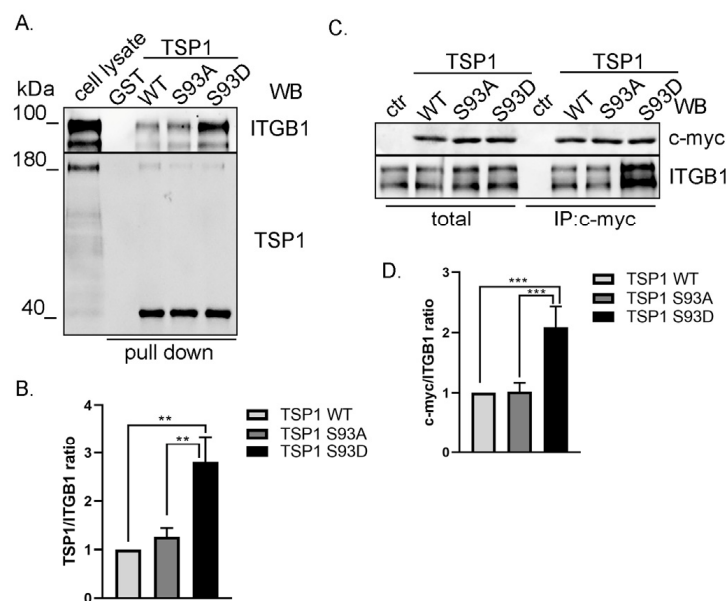 A.
TSP1
kDa
cell lysate
GST
WT
S93A
S93D
WB
100
ITGB1
180
TSP1
40
pull down
B.
TSP1/ITGB1 ratio
4
3
2
1
0
**
**
TSP1 WT
TSP1 S93A
TSP1 S93D
C.
TSP1
TSP1
ctr
WT
S93A
S93D
ctr
WT
S93A
S93D
WB
c-myc
ITGB1
total
IP:c-myc
D.
c-myc/ITGB1 ratio
3
2
1
0
***
***
TSP1 WT
TSP1 S93A
TSP1 S93D